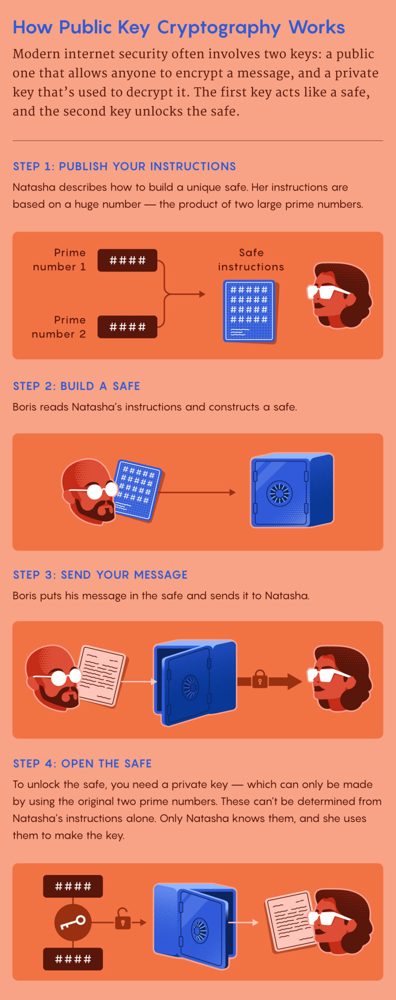 How Public Key Cryptography Works
Modern internet security often involves two keys: a public
one that allows anyone to encrypt a message, and a private
key that’s used to decrypt it. The first key acts like a safe,
and the second key unlocks the safe.
STEP 1: PUBLISH YOUR INSTRUCTIONS
Natasha describes how to build a unique safe. Her instructions are
based on a huge number — the product of two large prime numbers.
Prime
number 1
####
Prime
number 2
####
Safe
instructions
#####
#####
#####
#####
STEP 2: BUILD A SAFE
Boris reads Natasha’s instructions and constructs a safe.
#####
#####
#####
#####
STEP 3: SEND YOUR MESSAGE
Boris puts his message in the safe and sends it to Natasha.
STEP 4: OPEN THE SAFE
To unlock the safe, you need a private key — which can only be made
by using the original two prime numbers. These can’t be determined from
Natasha’s instructions alone. Only Natasha knows them, and she uses
them to make the key.
####
####